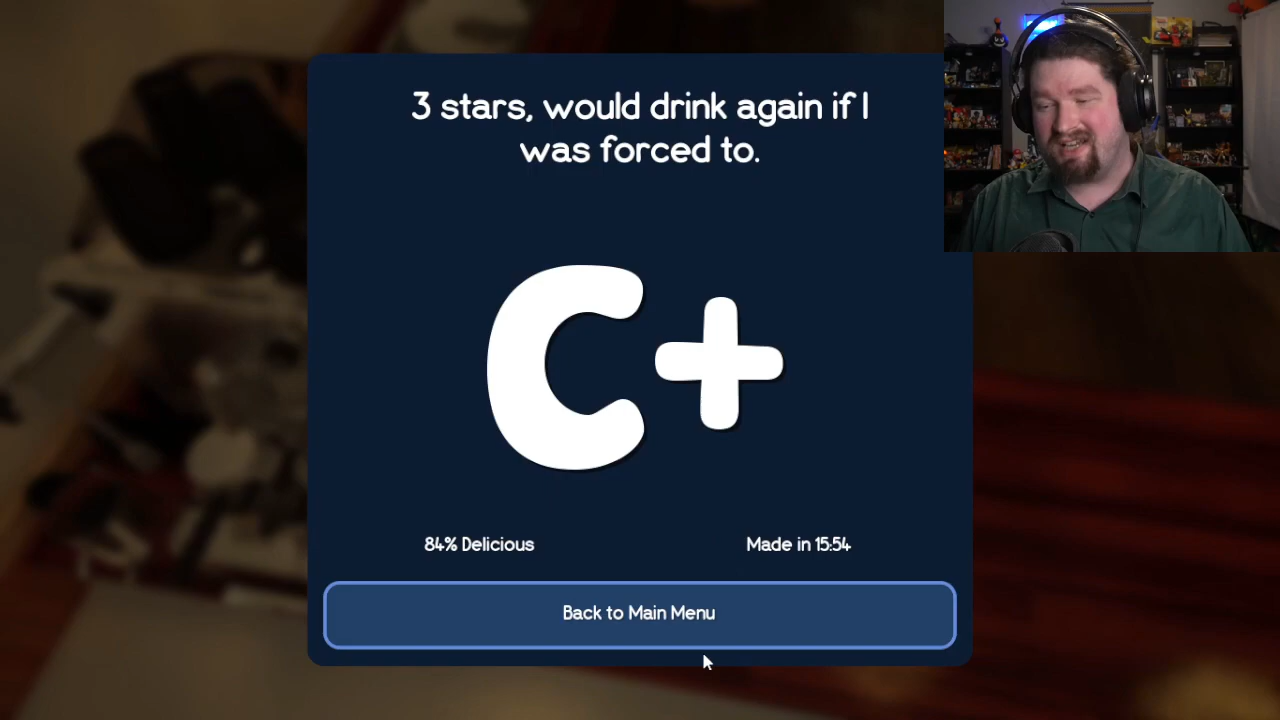 3 stars, would drink again if I
was forced to.
C+
84% Delicious
Made in 15:54
Back to Main Menu